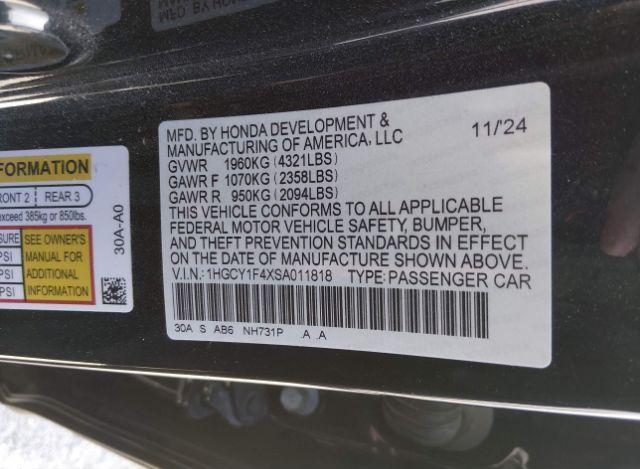 MFD. BY HONDA DEVELOPMENT &
MANUFACTURING OF AMERICA, LLC
11/'24
GVWR 1960KG (4321LBS)
GAWR F 1070KG (2358LBS)
GAWR R 950KG (2094LBS)
THIS VEHICLE CONFORMS TO ALL APPLICABLE
FEDERAL MOTOR VEHICLE SAFETY, BUMPER,
AND THEFT PREVENTION STANDARDS IN EFFECT
ON THE DATE OF MANUFACTURE SHOWN ABOVE.
V.I.N.: 1HGCY1F4XSA011818 TYPE: PASSENGER CAR
30A S AB6 NH731P .A .A
FORMATION
RONT 2 REAR 3
exceed 385kg or 850lbs.
SURE
PSI
PSI
SEE OWNER'S
MANUAL FOR
ADDITIONAL
INFORMATION
30A-A0